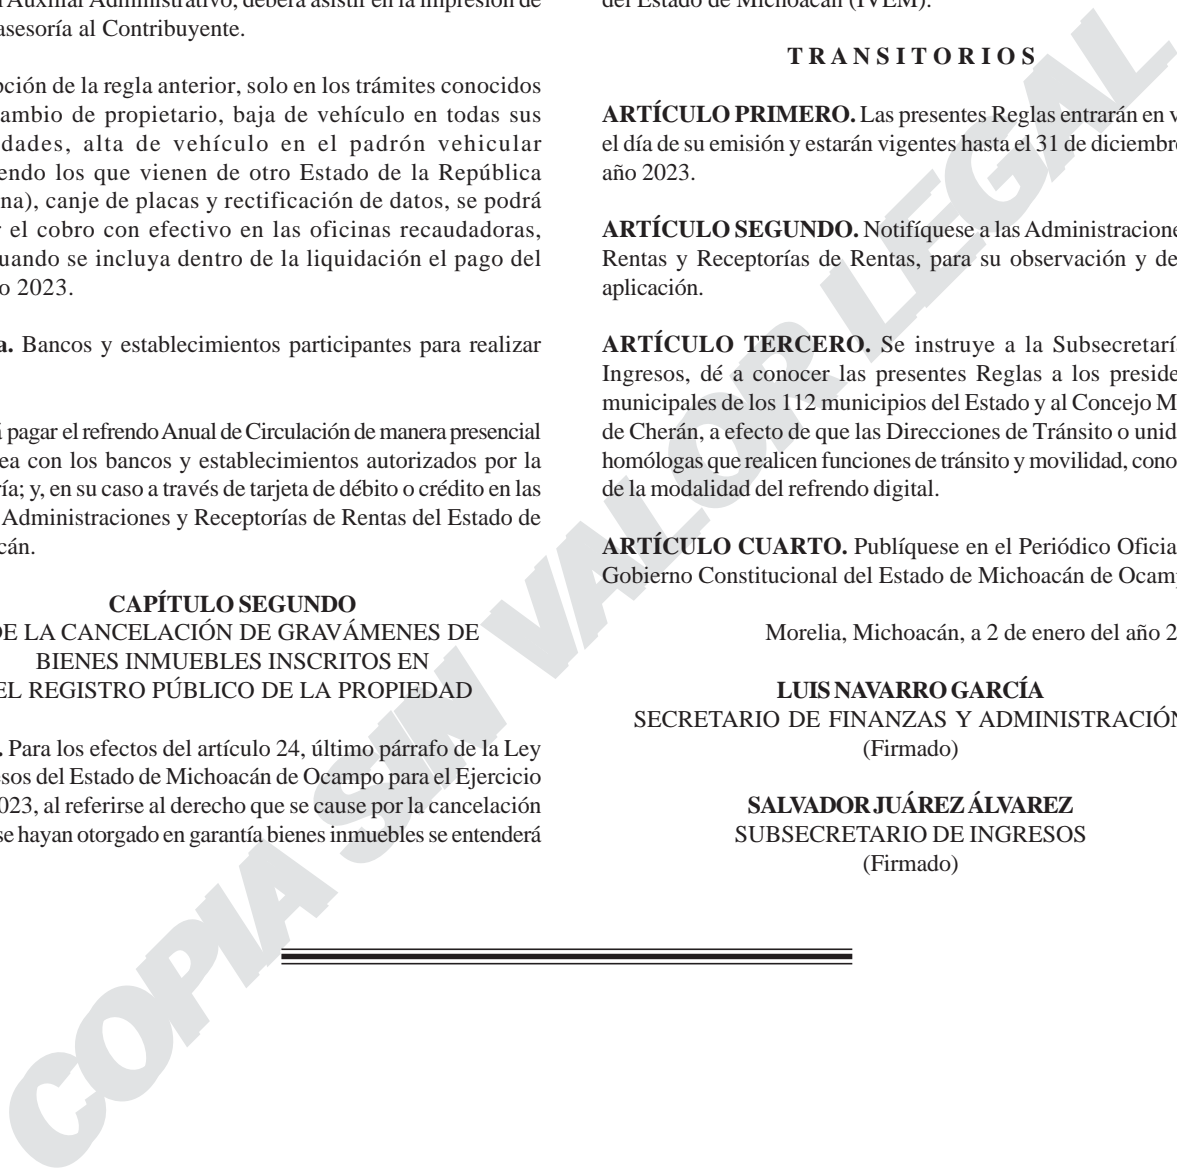 Auxiliar Administrativo, deberá asistir en la impresión de
asesoría al Contribuyente.
pción de la regla anterior, solo en los trámites conocidos
ambio de propietario, baja de vehículo en todas sus
dades, alta de vehículo en el padrón vehicular
endo los que vienen de otro Estado de la República
na), canje de placas y rectificación de datos, se podrá
r el cobro con efectivo en las oficinas recaudadoras,
uando se incluya dentro de la liquidación el pago del
o 2023.
a. Bancos y establecimientos participantes para realizar
pagar el refrendo Anual de Circulación de manera presencial
ea con los bancos y establecimientos autorizados por la
ría; y, en su caso a través de tarjeta de débito o crédito en las
Administraciones y Receptorías de Rentas del Estado de
cán.
CAPÍTULO SEGUNDO
DE LA CANCELACIÓN DE GRAVÁMENES DE
BIENES INMUEBLES INSCRITOS EN
EL REGISTRO PÚBLICO DE LA PROPIEDAD
. Para los efectos del artículo 24, último párrafo de la Ley
esos del Estado de Michoacán de Ocampo para el Ejercicio
023, al referirse al derecho que se cause por la cancelación
se hayan otorgado en garantía bienes inmuebles se entenderá
del Estado de Michoacán (IVEM).
T R A N S I T O R I O S
ARTÍCULO PRIMERO. Las presentes Reglas entrarán en v
el día de su emisión y estarán vigentes hasta el 31 de diciembre
año 2023.
ARTÍCULO SEGUNDO. Notifíquese a las Administracione
Rentas y Receptorías de Rentas, para su observación y de
aplicación.
ARTÍCULO TERCERO. Se instruye a la Subsecretarí
Ingresos, dé a conocer las presentes Reglas a los preside
municipales de los 112 municipios del Estado y al Concejo M
de Cherán, a efecto de que las Direcciones de Tránsito o unid
homólogas que realicen funciones de tránsito y movilidad, cono
de la modalidad del refrendo digital.
ARTÍCULO CUARTO. Publíquese en el Periódico Oficia
Gobierno Constitucional del Estado de Michoacán de Ocam
Morelia, Michoacán, a 2 de enero del año 2
LUIS NAVARRO GARCÍA
SECRETARIO DE FINANZAS Y ADMINISTRACIÓN
(Firmado)
SALVADOR JUÁREZ ÁLVAREZ
SUBSECRETARIO DE INGRESOS
(Firmado)
COPIA SIN VALOR LEGAL